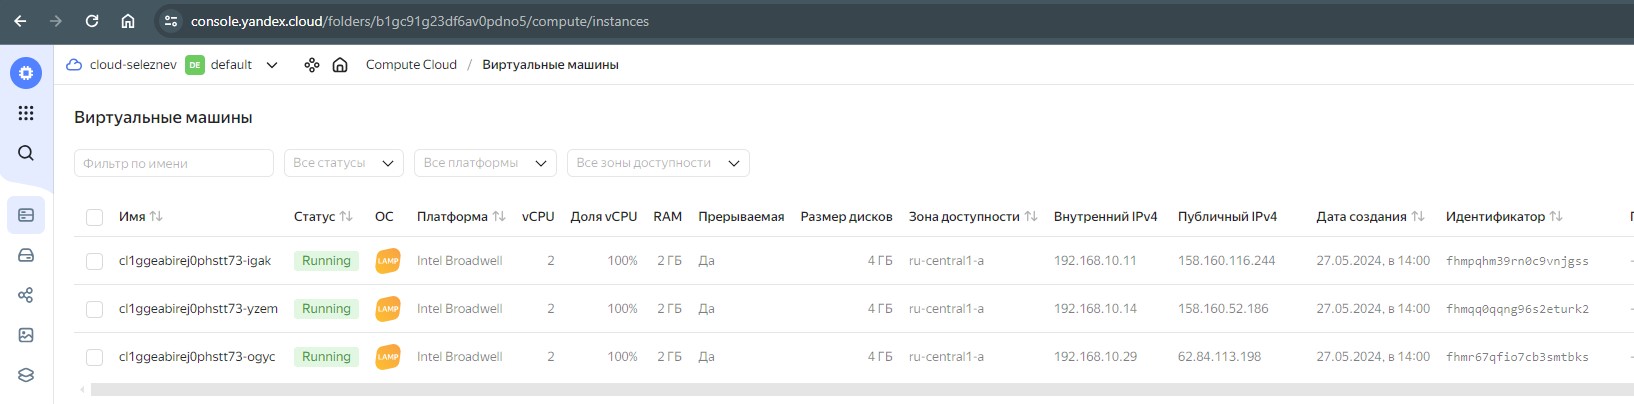 console.yandex.cloud/folders/b1gc91g23df6av0pdno5/compute/instances
cloud-seleznev DE default Compute Cloud / Виртуальные машины
Виртуальные машины
Фильтр по имени Все статусы Все платформы Все зоны доступности
Имя Статус ОС Платформа vCPU Доля vCPU RAM Прерываемая Размер дисков Зона доступности Внутренний IPv4 Публичный IPv4 Дата создания Идентификатор
cl1ggeabirej0phstt73-igak Running LAMP Intel Broadwell 2 100% 2 ГБ Да 4 ГБ ru-central1-a 192.168.10.11 158.160.116.244 27.05.2024, в 14:00 fhmpqhm39rn0c9vnjgss
cl1ggeabirej0phstt73-yzem Running LAMP Intel Broadwell 2 100% 2 ГБ Да 4 ГБ ru-central1-a 192.168.10.14 158.160.52.186 27.05.2024, в 14:00 fhmqq0qqng96s2eturk2
cl1ggeabirej0phstt73-ogyc Running LAMP Intel Broadwell 2 100% 2 ГБ Да 4 ГБ ru-central1-a 192.168.10.29 62.84.113.198 27.05.2024, в 14:00 fhmr67qfio7cb3smtbks